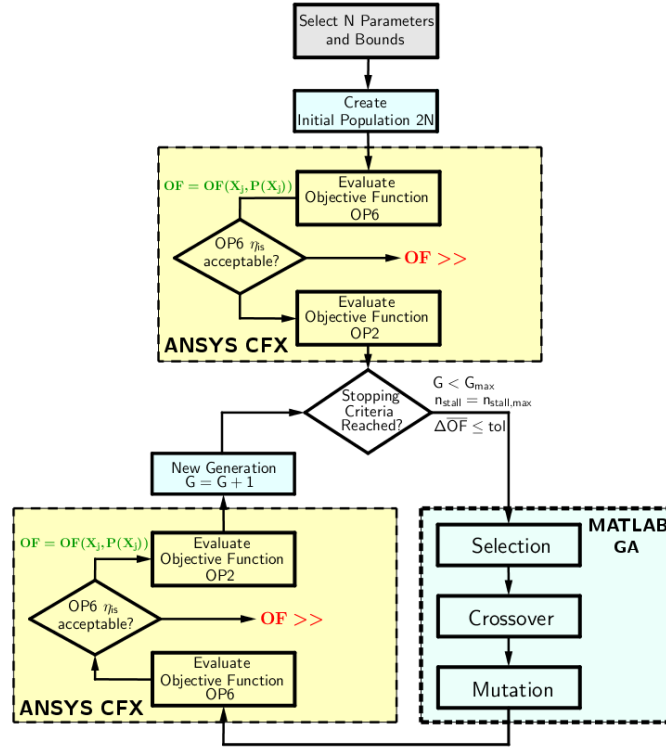 Select N Parameters
and Bounds
Create
Initial Population 2N
OF = OF(Xj, P(Xj))
Evaluate
Objective Function
OP6
OP6 ηis
acceptable?
OF >>
Evaluate
Objective Function
OP2
ANSYS CFX
Stopping
Criteria
Reached?
G < Gmax
nstall = nstall,max
ΔO̅F̅ ≤ tol
New Generation
G = G + 1
OF = OF(Xj, P(Xj))
Evaluate
Objective Function
OP2
OP6 ηis
acceptable?
OF >>
Evaluate
Objective Function
OP6
ANSYS CFX
MATLAB
GA
Selection
Crossover
Mutation